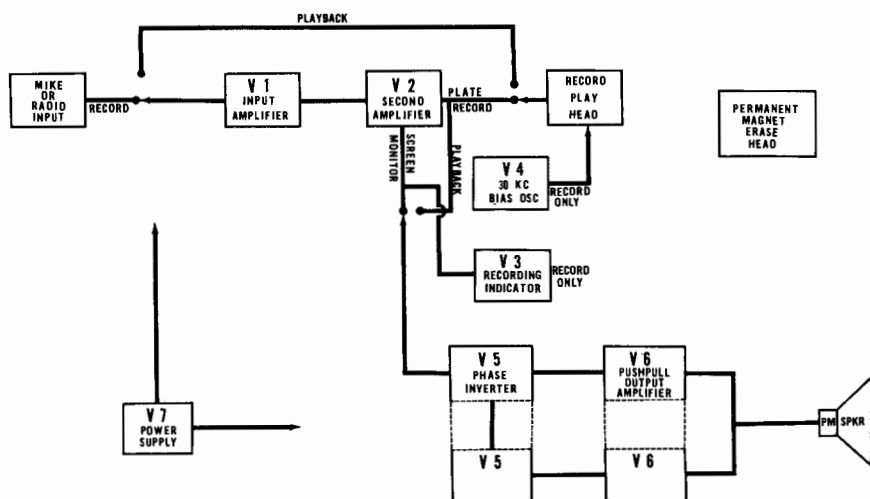 PLAYBACK
MIKE
OR
RADIO
INPUT
RECORD
V 1
INPUT
AMPLIFIER
V 2
SECOND
AMPLIFIER
PLATE
RECORD
RECORD
PLAY
HEAD
PERMANENT
MAGNET
ERASE
HEAD
SCREEN
MONITOR
PLAYBACK
V 4
30 KC
BIAS OSC
RECORD
ONLY
V 3
RECORDING
INDICATOR
RECORD
ONLY
V 5
PHASE
INVERTER
V 6
PUSHPULL
OUTPUT
AMPLIFIER
V 7
POWER
SUPPLY
PM SPKR
V 5
V 6